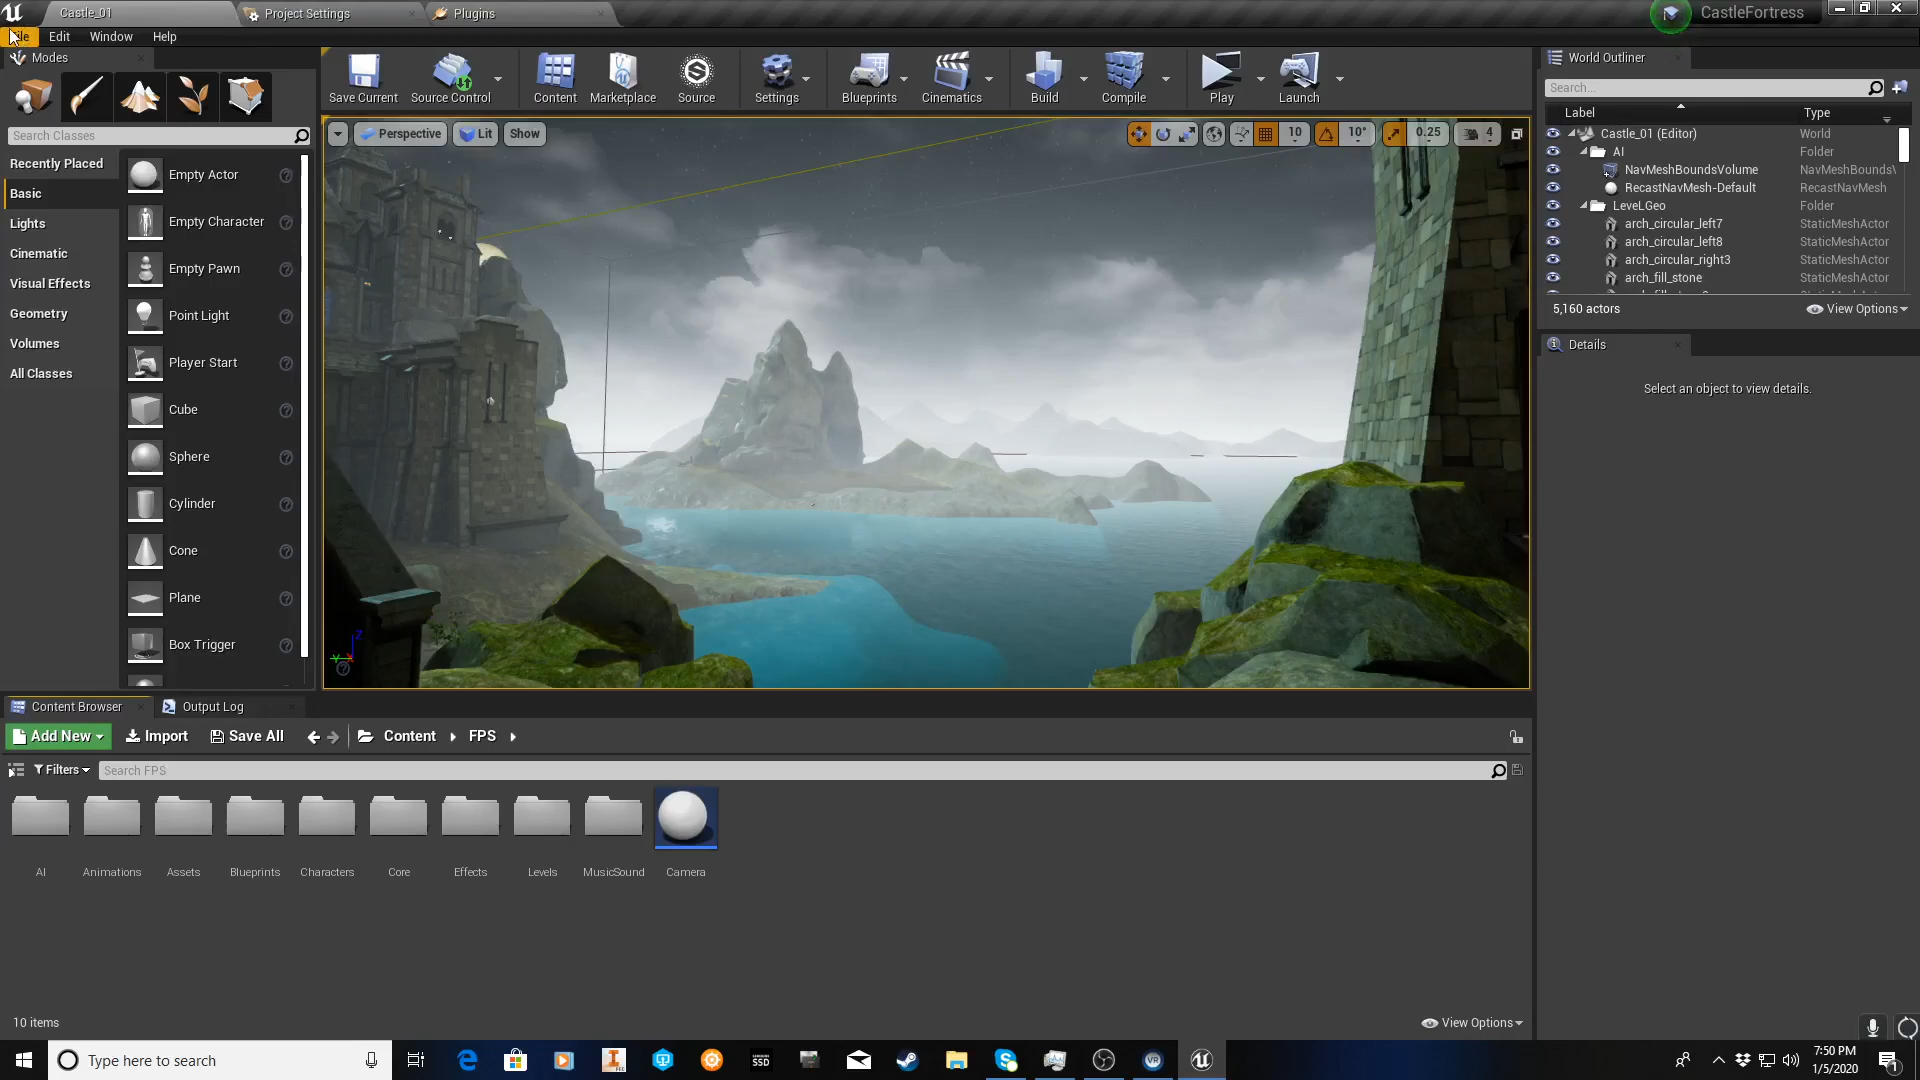 Castle_01
Project Settings
Plugins
CastleFortress
File Edit Window Help
Modes
Save Current
Source Control
Content
Marketplace
Source
Settings
Blueprints
Cinematics
Build
Compile
Play
Launch
World Outliner
Search...
Label
Type
Search Classes
Perspective
Lit
Show
10
10°
0.25
4
Castle_01 (Editor) World
AI Folder
NavMeshBoundsVolume NavMeshBoundsV
RecastNavMesh-Default RecastNavMesh
LeveLGeo Folder
arch_circular_left7 StaticMeshActor
arch_circular_left8 StaticMeshActor
arch_circular_right3 StaticMeshActor
arch_fill_stone StaticMeshActor
5,160 actors
View Options
Details
Select an object to view details.
Recently Placed
Basic
Lights
Cinematic
Visual Effects
Geometry
Volumes
All Classes
Empty Actor
Empty Character
Empty Pawn
Point Light
Player Start
Cube
Sphere
Cylinder
Cone
Plane
Box Trigger
Z
Content Browser
Output Log
Add New
Import
Save All
Content
FPS
Filters
Search FPS
AI
Animations
Assets
Blueprints
Characters
Core
Effects
Levels
MusicSound
Camera
10 items
View Options
Type here to search
SSD
VR
7:50 PM
1/5/2020
1